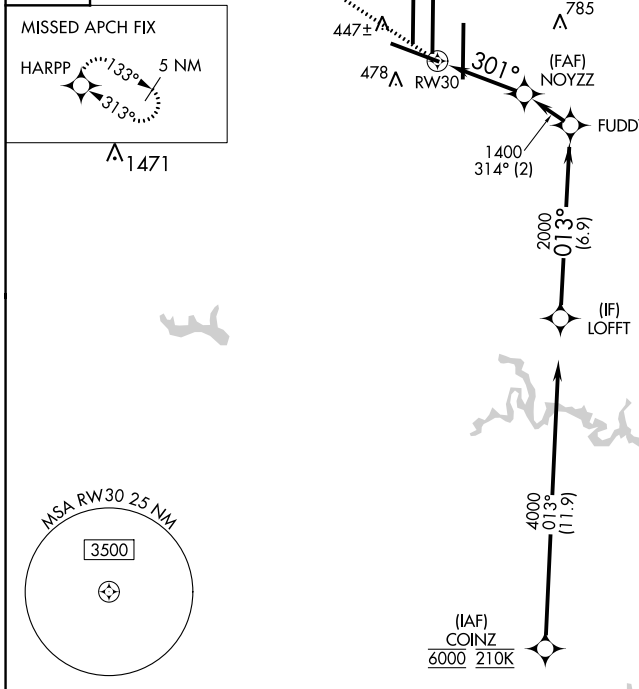 MISSED APCH FIX
HARPP
133°
5 NM
313°
1471
447±
478
RW30
301°
785
(FAF)
NOYZZ
FUDD
1400
314° (2)
2000
013°
(6.9)
(IF)
LOFFT
4000
013°
(11.9)
MSA RW30 25 NM
3500
(IAF)
COINZ
6000 210K